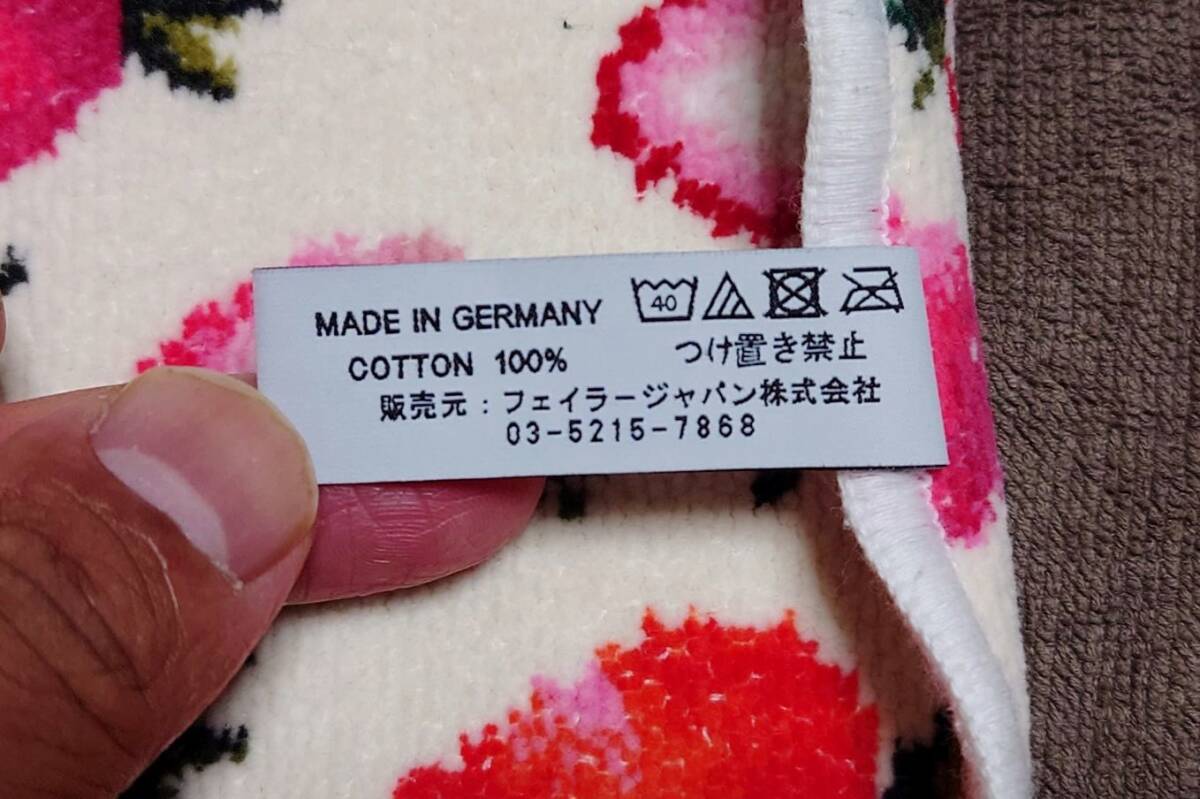 MADE IN GERMANY
40
COTTON 100%
つけ置き禁止
販売元：フェイラージャパン株式会社
03-5215-7868